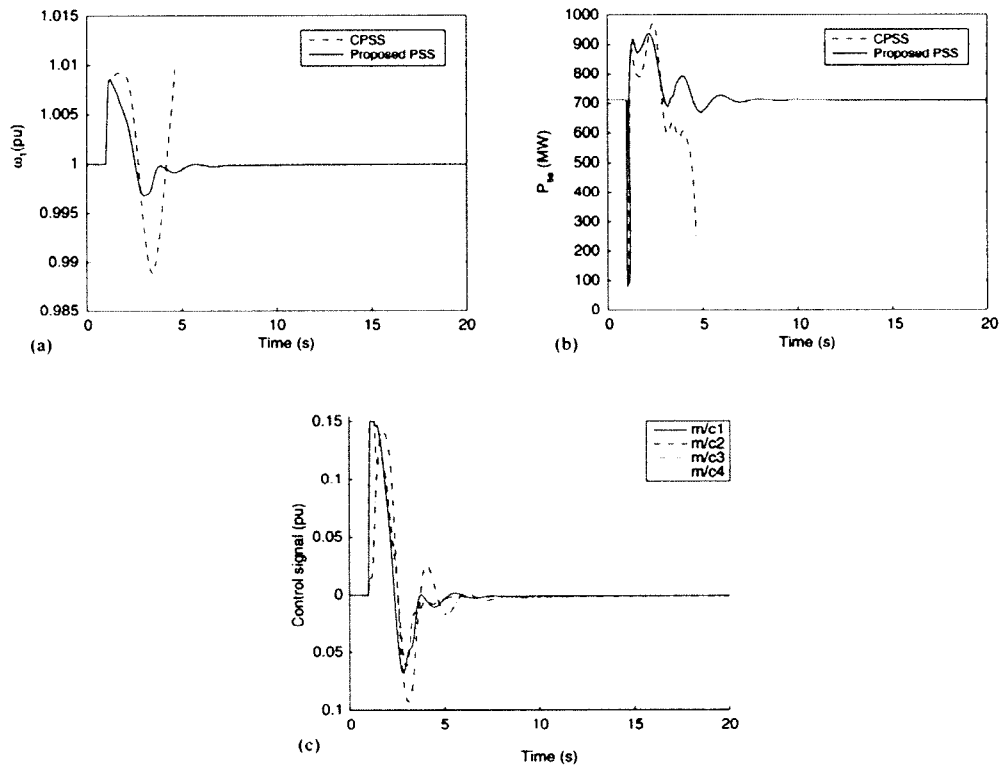 1.015
1.01
1.005
1
0.995
0.99
0.985
ω₁(pu)
CPSS
Proposed PSS
0 5 10 15 20
Time (s)
(a)
1000
900
800
700
600
500
400
300
200
100
0
(MW)
CPSS
Proposed PSS
0 5 10 15 20
Time (s)
(b)
0.15
0.1
0.05
0
0.05
0.1
Control signal (pu)
m/c1
m/c2
m/c3
m/c4
0 5 10 15 20
Time (s)
(c)